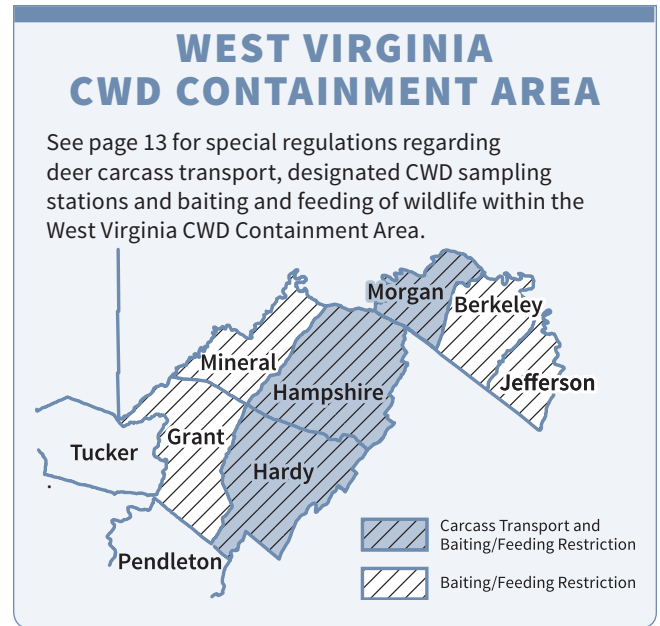 WEST VIRGINIA
CWD CONTAINMENT AREA
See page 13 for special regulations regarding
deer carcass transport, designated CWD sampling
stations and baiting and feeding of wildlife within the
West Virginia CWD Containment Area.
Morgan
Berkeley
Mineral
Jefferson
Hampshire
Grant
Tucker
Hardy
Pendleton
Carcass Transport and
Baiting/Feeding Restriction
Baiting/Feeding Restriction